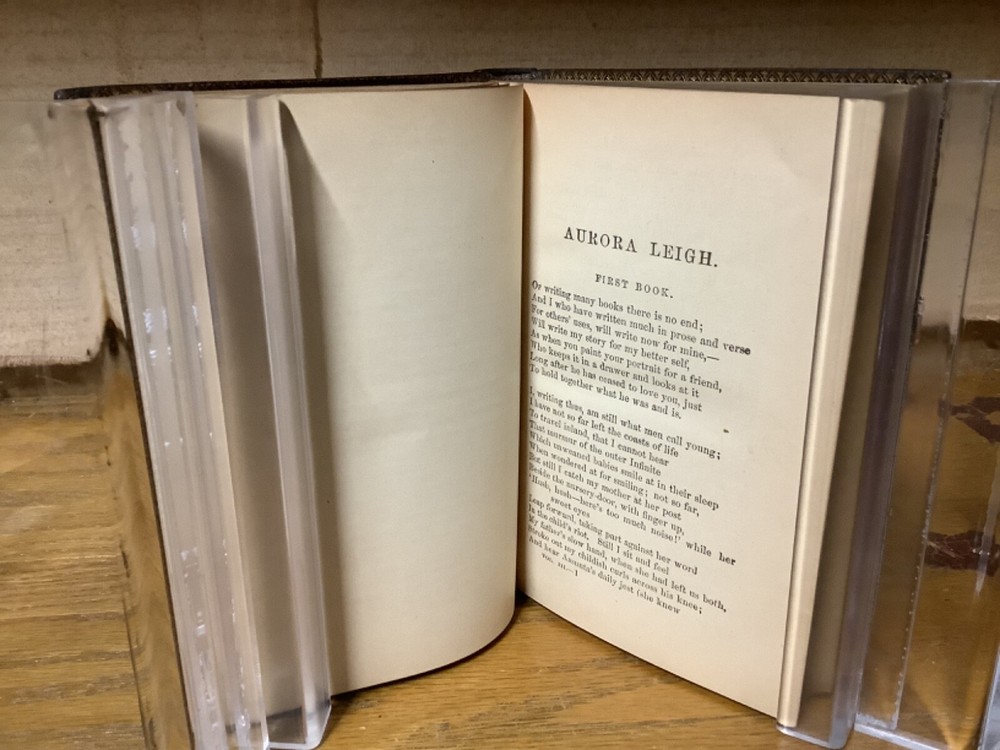 AURORA LEIGH.
FIRST BOOK.
Of writing many books there is no end;
And I who have written much in prose and verse
For others' uses, will write now for mine,—
Will write my story for my better self,
As when you paint your portrait for a friend,
Who keeps it in a drawer and looks at it
Long after he has ceased to love you, just
To hold together what he was and is.
I, writing thus, am still what men call young;
I have not so far left the coasts of life
To travel inland, that I cannot hear
That murmur of the outer Infinite
Which unweaned babies smile at in their sleep
When wondered at for smiling; not so far,
But still I catch my mother at her post
Beside the nursery-door, with finger up,
'Hush, hush—here's too much noise!' while her
sweet eyes
Leap forward, taking part against her word
In the child's riot. Still I sit and feel
My father's slow hand, when she had left us both,
Stroke out my childish curls across his knee;
And hear Assunta's daily jest (she knew
VOL. III.—1